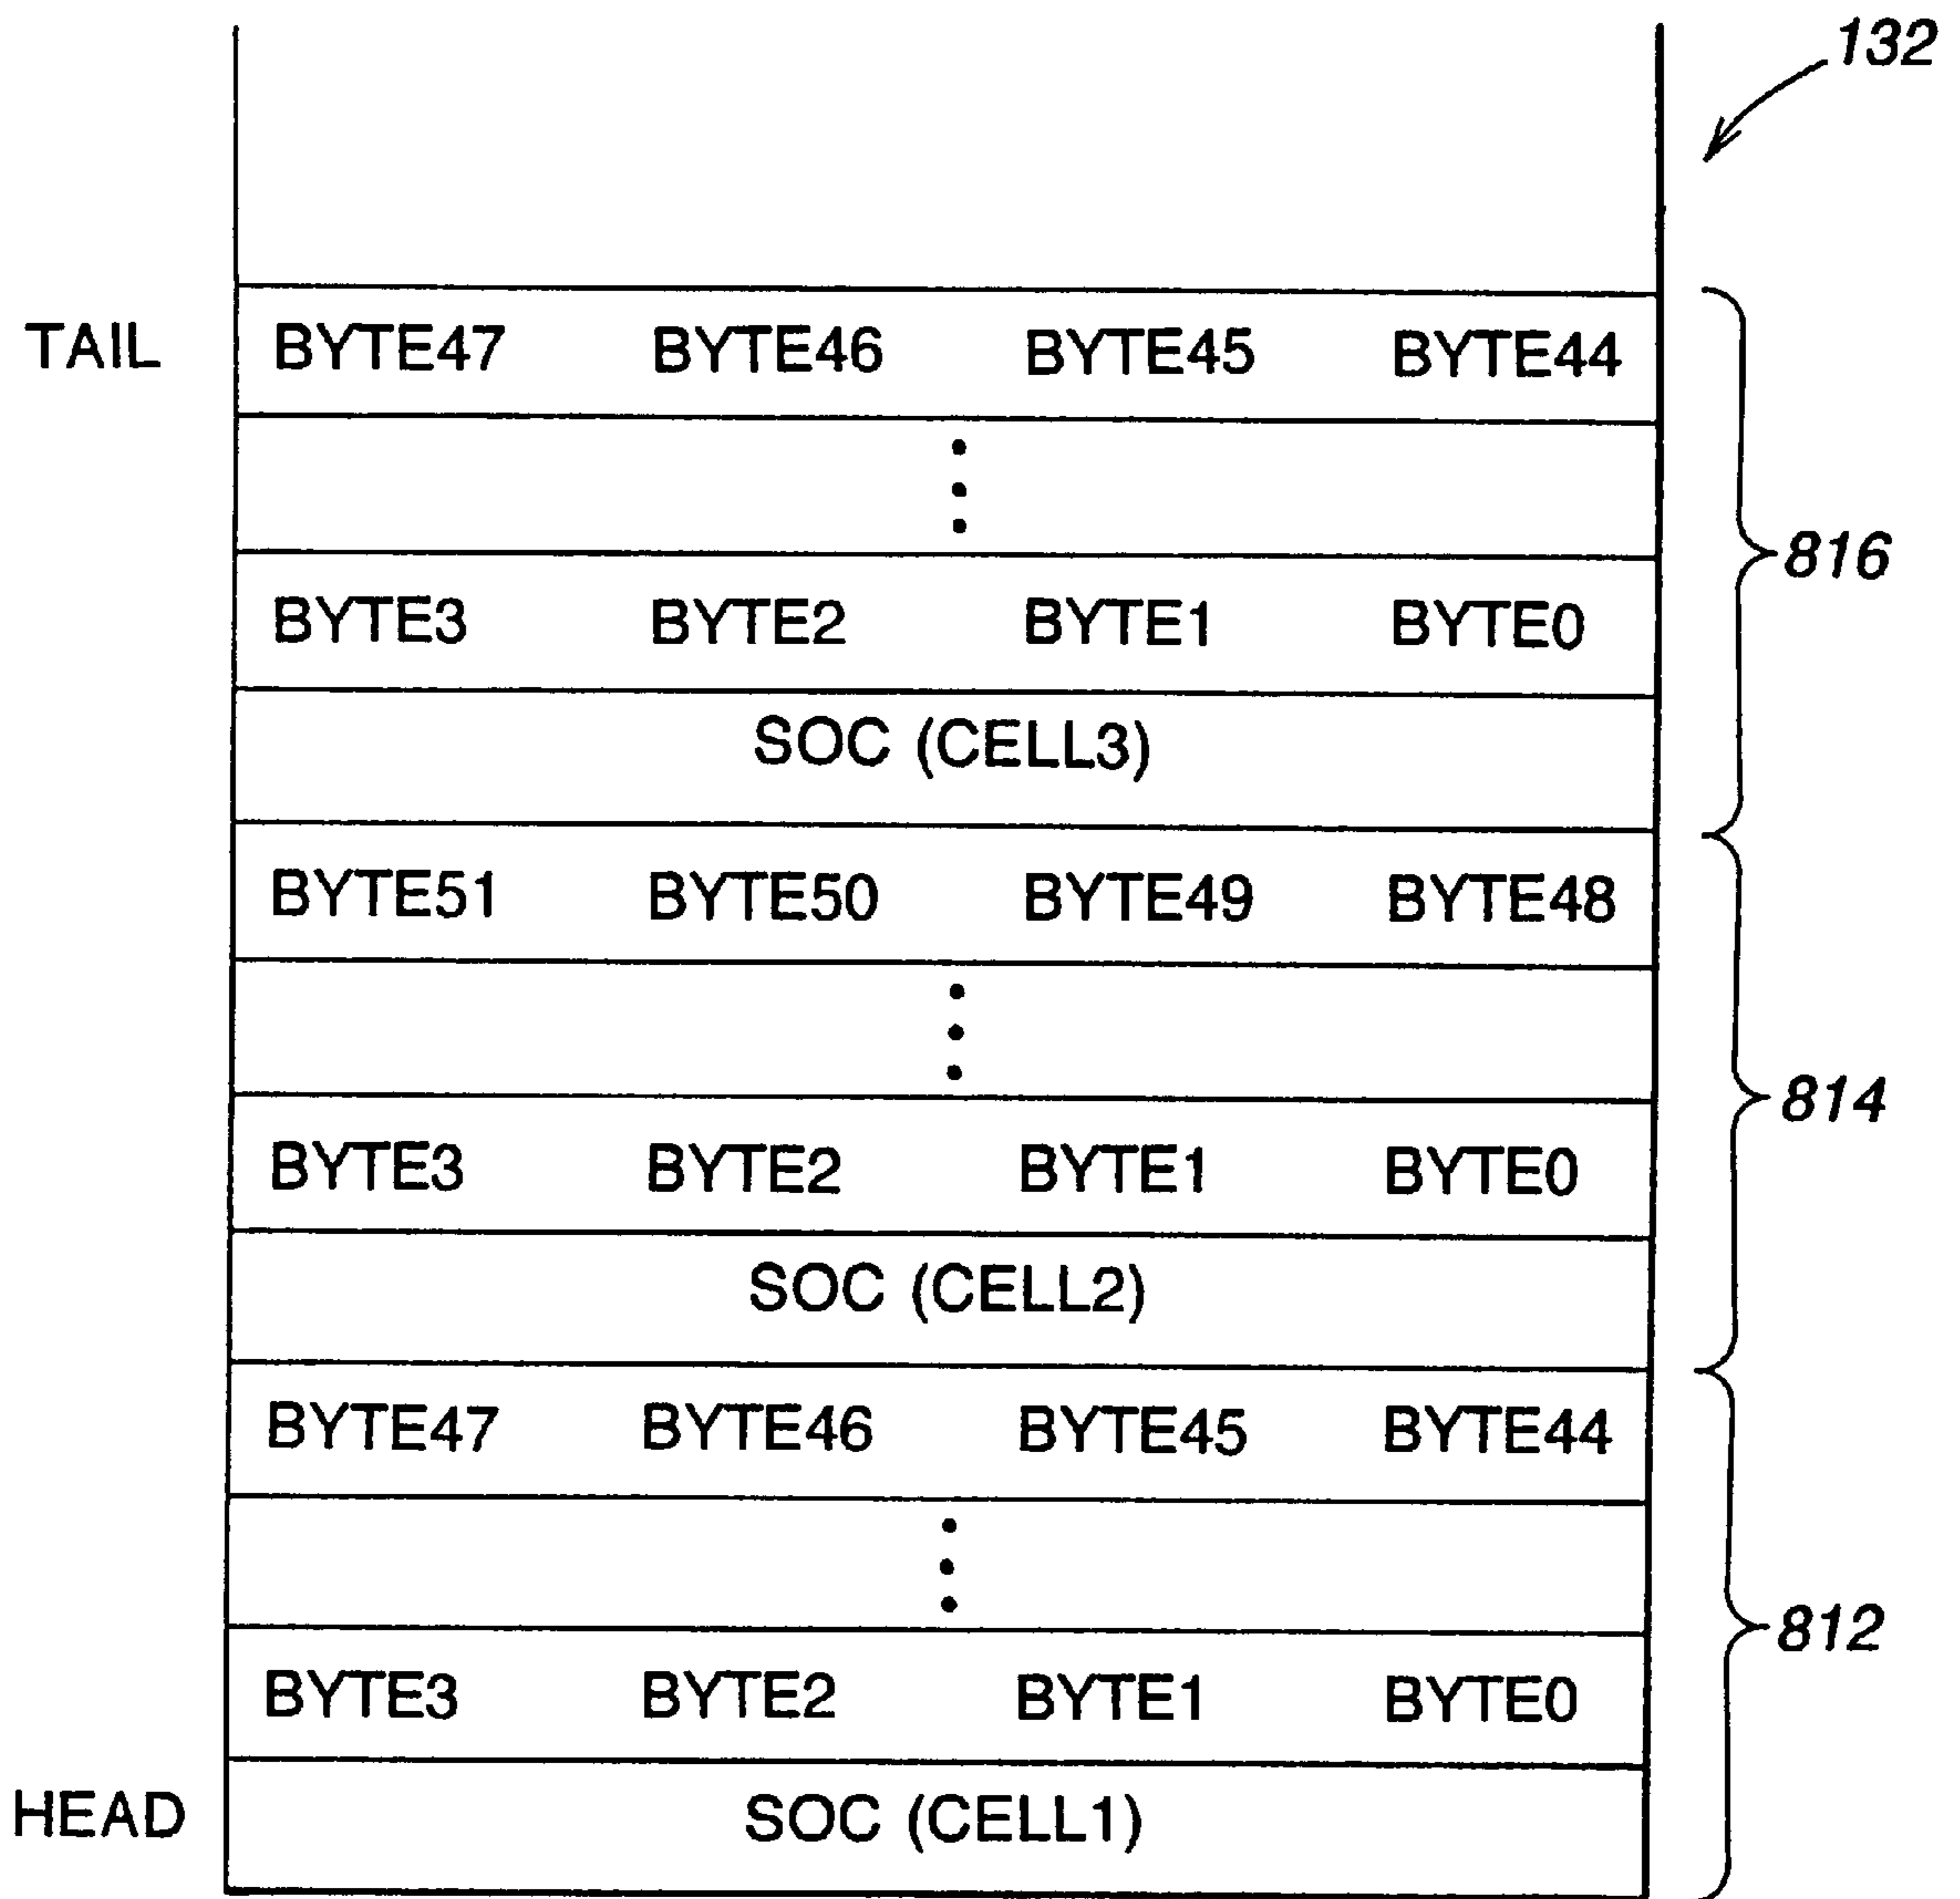 132
TAIL BYTE47 BYTE46 BYTE45 BYTE44
816
BYTE3 BYTE2 BYTE1 BYTE0
SOC (CELL3)
BYTE51 BYTE50 BYTE49 BYTE48
814
BYTE3 BYTE2 BYTE1 BYTE0
SOC (CELL2)
BYTE47 BYTE46 BYTE45 BYTE44
812
BYTE3 BYTE2 BYTE1 BYTE0
HEAD SOC (CELL1)